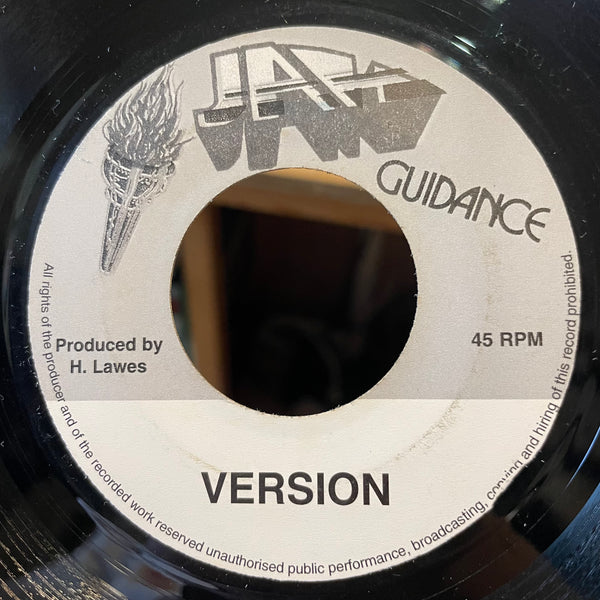 JAH
GUIDANCE
Produced by
H. Lawes
45 RPM
VERSION
All rights of the producer and of the recorded work reserved unauthorised public performance, broadcasting, copying and hiring of this record prohibited.